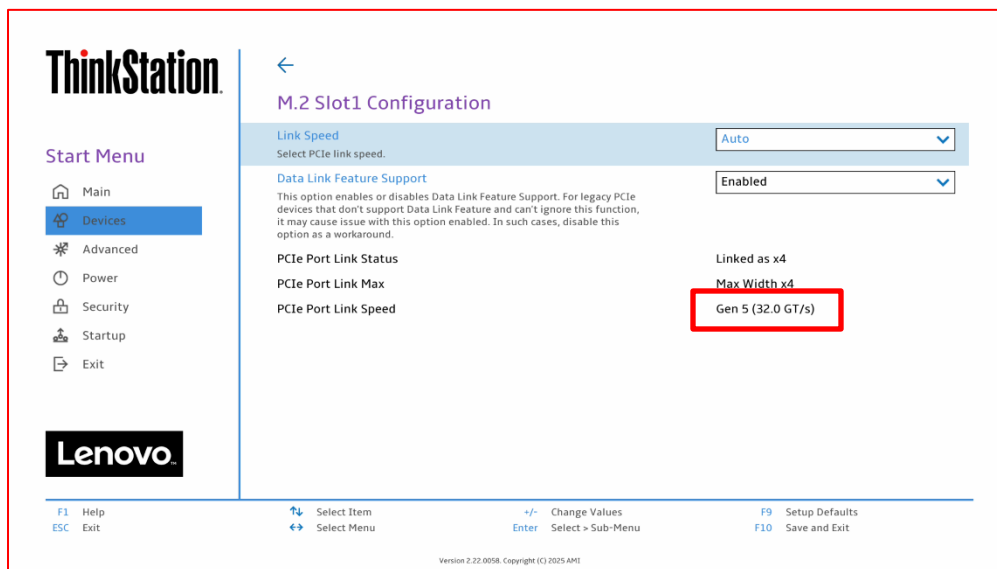 ThinkStation.
Start Menu
Main
Devices
Advanced
Power
Security
Startup
Exit
Lenovo™
M.2 Slot1 Configuration
Link Speed
Auto
Select PCIe link speed.
Data Link Feature Support
Enabled
This option enables or disables Data Link Feature Support. For legacy PCIe
devices that don't support Data Link Feature and can't ignore this function,
it may cause issue with this option enabled. In such cases, disable this
option as a workaround.
PCIe Port Link Status Linked as x4
PCIe Port Link Max Max Width x4
PCIe Port Link Speed Gen 5 (32.0 GT/s)
F1 Help ↑↓ Select Item +/- Change Values F9 Setup Defaults
ESC Exit ↔ Select Menu Enter Select > Sub-Menu F10 Save and Exit
Version 2.22.0058. Copyright (C) 2025 AMI